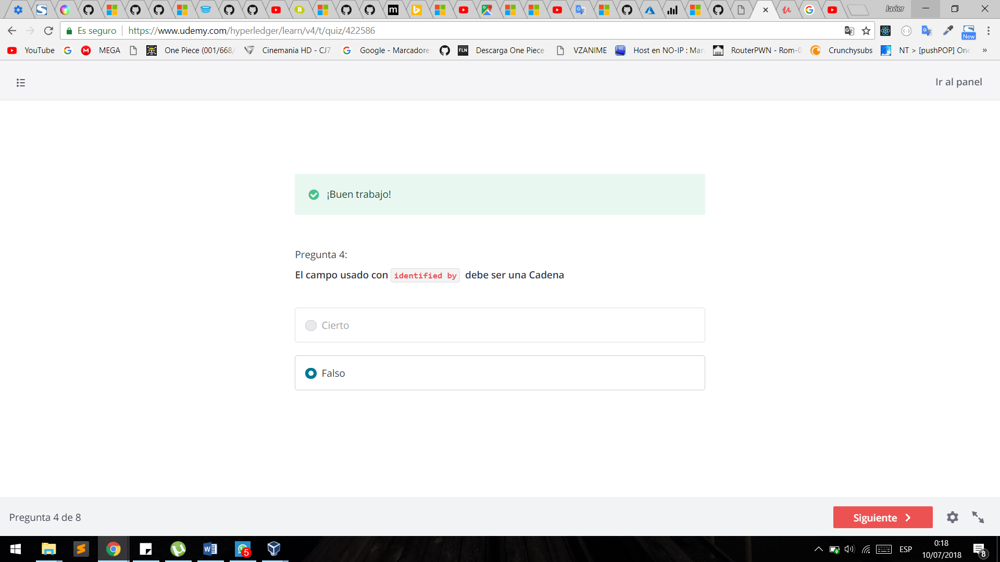 Javier
Es seguro
https://www.udemy.com/hyperledger/learn/v4/t/quiz/422586
New
YouTube
MEGA
One Piece (001/668/
Cinemania HD - CJ7
Google - Marcadore
FLN
Descarga One Piece
VZANIME
Host en NO-IP : Man
RouterPWN - Rom-0
Crunchysubs
NT > [pushPOP] One
»
Ir al panel
¡Buen trabajo!
Pregunta 4:
El campo usado con identified by debe ser una Cadena
Cierto
Falso
Pregunta 4 de 8
Siguiente
5
ESP
0:18
10/07/2018
8